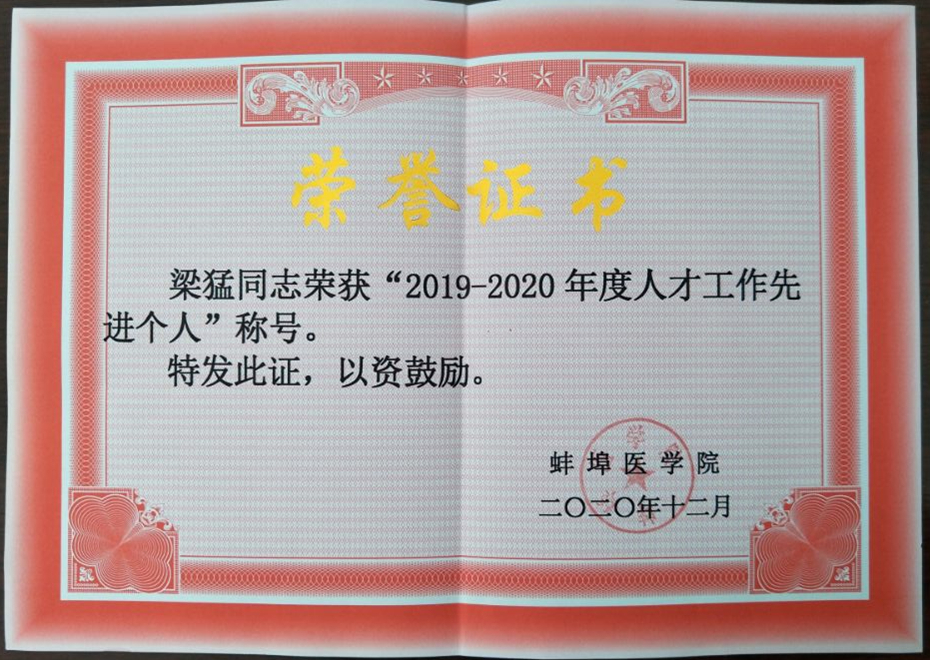 荣誉证书
梁猛同志荣获“2019-2020年度人才工作先
进个人”称号。
特发此证，以资鼓励。
蚌埠医学院
二〇二〇年十二月